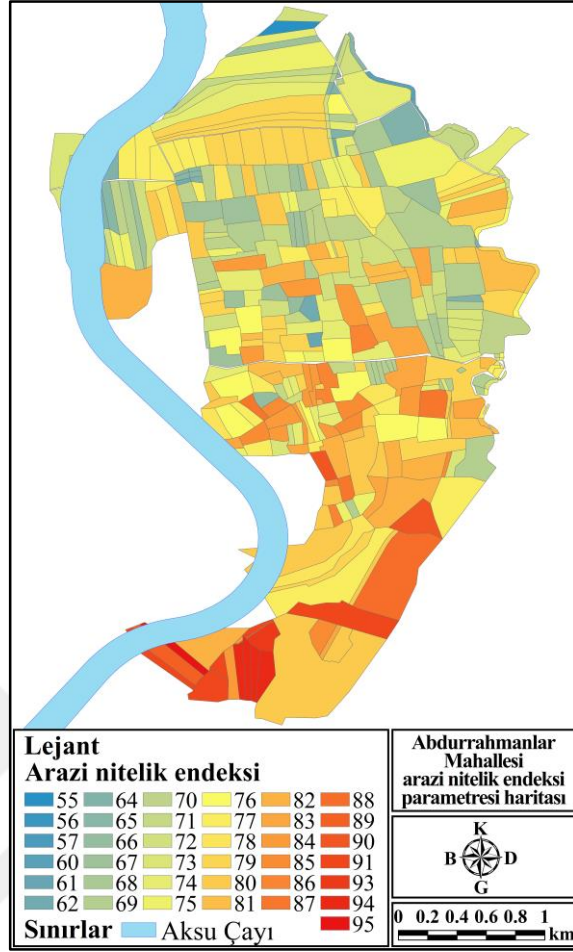 Lejant
Arazi nitelik endeksi
55 64 70 76 82 88
56 65 71 77 83 89
57 66 72 78 84 90
60 67 73 79 85 91
61 68 74 80 86 93
62 69 75 81 87 94
95
Sınırlar Aksu Çayı
Abdurrahmanlar
Mahallesi
arazi nitelik endeksi
parametresi haritası
K
B D
G
0 0.2 0.4 0.6 0.8 1
km